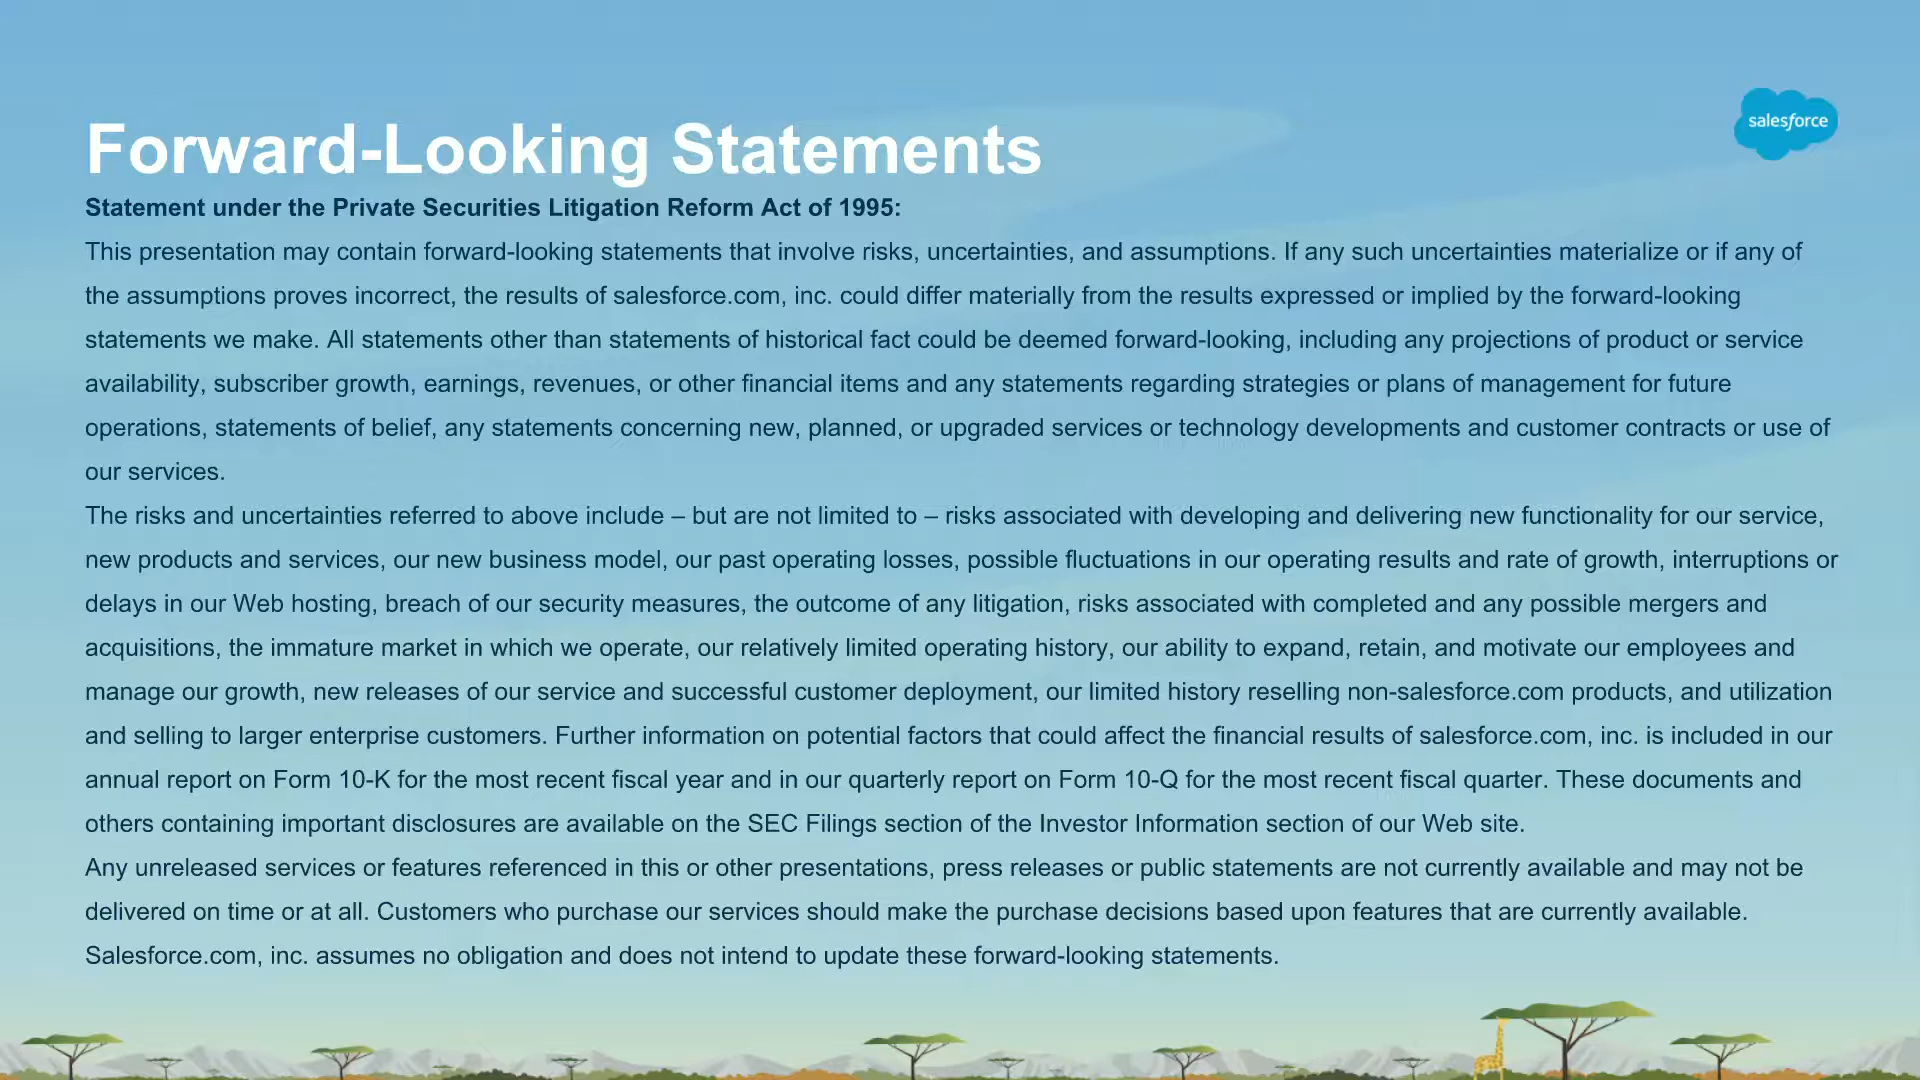 salesforce
Forward-Looking Statements
Statement under the Private Securities Litigation Reform Act of 1995:
This presentation may contain forward-looking statements that involve risks, uncertainties, and assumptions. If any such uncertainties materialize or if any of
the assumptions proves incorrect, the results of salesforce.com, inc. could differ materially from the results expressed or implied by the forward-looking
statements we make. All statements other than statements of historical fact could be deemed forward-looking, including any projections of product or service
availability, subscriber growth, earnings, revenues, or other financial items and any statements regarding strategies or plans of management for future
operations, statements of belief, any statements concerning new, planned, or upgraded services or technology developments and customer contracts or use of
our services.
The risks and uncertainties referred to above include – but are not limited to – risks associated with developing and delivering new functionality for our service,
new products and services, our new business model, our past operating losses, possible fluctuations in our operating results and rate of growth, interruptions or
delays in our Web hosting, breach of our security measures, the outcome of any litigation, risks associated with completed and any possible mergers and
acquisitions, the immature market in which we operate, our relatively limited operating history, our ability to expand, retain, and motivate our employees and
manage our growth, new releases of our service and successful customer deployment, our limited history reselling non-salesforce.com products, and utilization
and selling to larger enterprise customers. Further information on potential factors that could affect the financial results of salesforce.com, inc. is included in our
annual report on Form 10-K for the most recent fiscal year and in our quarterly report on Form 10-Q for the most recent fiscal quarter. These documents and
others containing important disclosures are available on the SEC Filings section of the Investor Information section of our Web site.
Any unreleased services or features referenced in this or other presentations, press releases or public statements are not currently available and may not be
delivered on time or at all. Customers who purchase our services should make the purchase decisions based upon features that are currently available.
Salesforce.com, inc. assumes no obligation and does not intend to update these forward-looking statements.